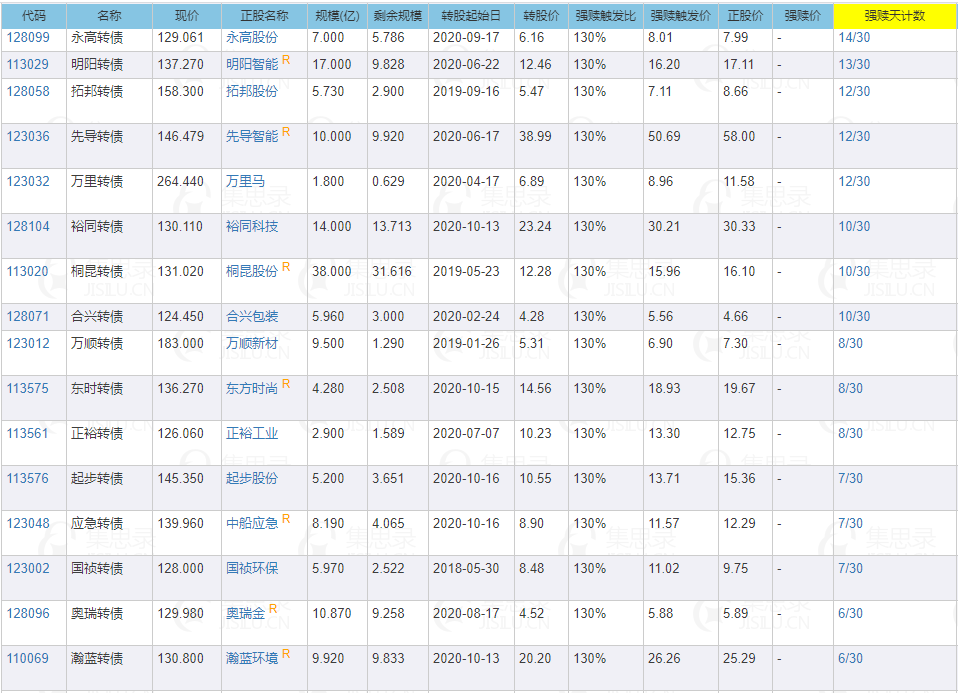 代码 名称 现价 正股名称 规模(亿) 剩余规模 转股起始日 转股价 强赎触发比 强赎触发价 正股价 强赎价 强赎天计数
128099 永高转债 129.061 永高股份 7.000 5.786 2020-09-17 6.16 130% 8.01 7.99 - 14/30
113029 明阳转债 137.270 明阳智能 R 17.000 9.828 2020-06-22 12.46 130% 16.20 17.11 - 13/30
128058 拓邦转债 158.300 拓邦股份 5.730 2.900 2019-09-16 5.47 130% 7.11 8.66 - 12/30
123036 先导转债 146.479 先导智能 R 10.000 9.920 2020-06-17 38.99 130% 50.69 58.00 - 12/30
123032 万里转债 264.440 万里马 1.800 0.629 2020-04-17 6.89 130% 8.96 11.58 - 12/30
128104 裕同转债 130.110 裕同科技 14.000 13.713 2020-10-13 23.24 130% 30.21 30.33 - 10/30
113020 桐昆转债 131.020 桐昆股份 R 38.000 31.616 2019-05-23 12.28 130% 15.96 16.10 - 10/30
128071 合兴转债 124.450 合兴包装 5.960 3.000 2020-02-24 4.28 130% 5.56 4.66 - 10/30
123012 万顺转债 183.000 万顺新材 9.500 1.290 2019-01-26 5.31 130% 6.90 7.30 - 8/30
113575 东时转债 136.270 东方时尚 R 4.280 2.508 2020-10-15 14.56 130% 18.93 19.67 - 8/30
113561 正裕转债 126.060 正裕工业 2.900 1.589 2020-07-07 10.23 130% 13.30 12.75 - 8/30
113576 起步转债 145.350 起步股份 5.200 3.651 2020-10-16 10.55 130% 13.71 15.36 - 7/30
123048 应急转债 139.960 中船应急 R 8.190 4.065 2020-10-16 8.90 130% 11.57 12.29 - 7/30
123002 国祯转债 128.000 国祯环保 5.970 2.522 2018-05-30 8.48 130% 11.02 9.75 - 7/30
128096 奥瑞转债 129.980 奥瑞金 R 10.870 9.258 2020-08-17 4.52 130% 5.88 5.89 - 6/30
110069 瀚蓝转债 130.800 瀚蓝环境 R 9.920 9.833 2020-10-13 20.20 130% 26.26 25.29 - 6/30